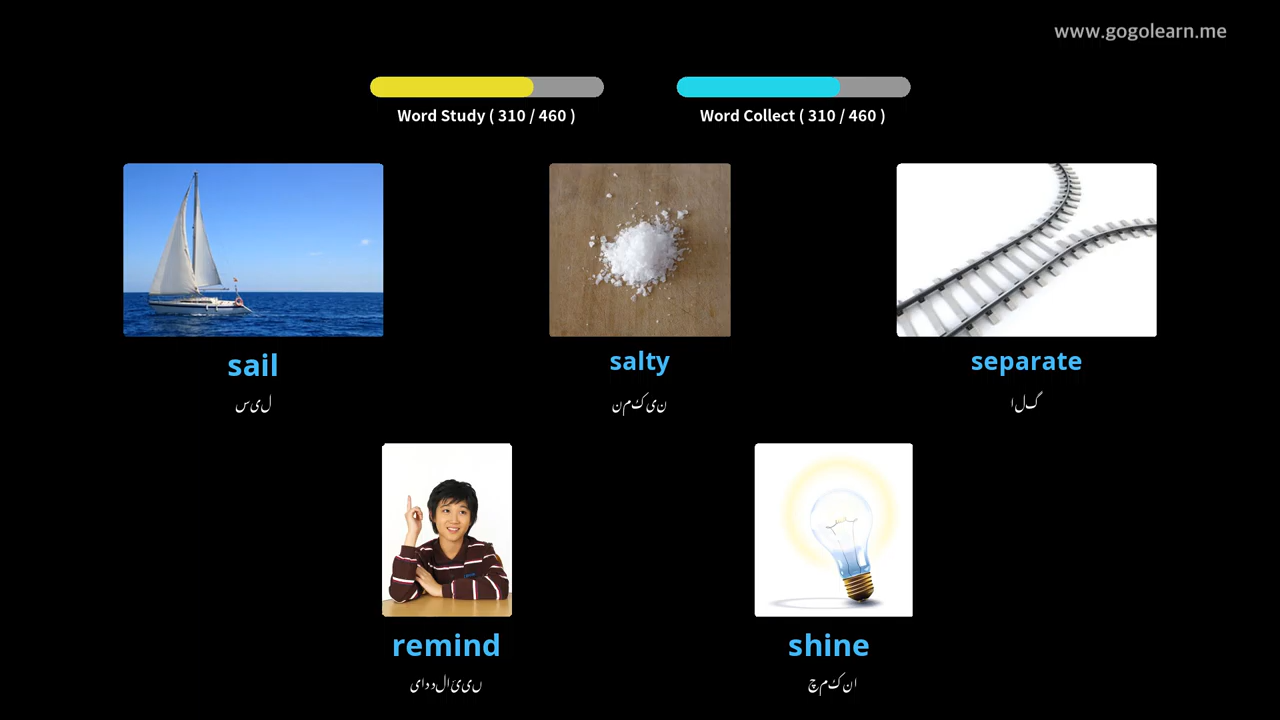 www.gogolearn.me
Word Study ( 310 / 460 )
Word Collect ( 310 / 460 )
sail
salty
separate
سیل
نمکین
الگ
remind
shine
یاد دلائیں
چمکنا